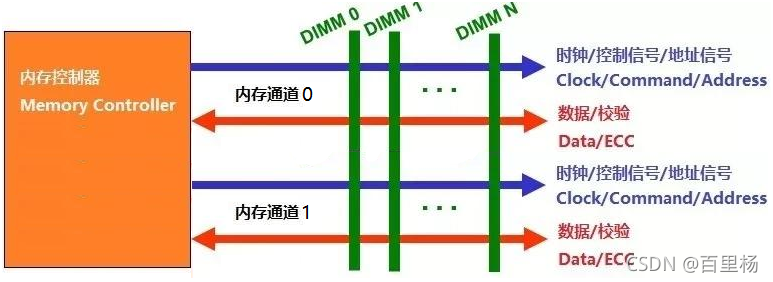 DIMM 0
DIMM 1
DIMM N
内存控制器
Memory Controller
内存通道0
时钟/控制信号/地址信号
Clock/Command/Address
数据/校验
Data/ECC
内存通道1
时钟/控制信号/地址信号
Clock/Command/Address
数据/校验
Data/ECC
CSDN @百里杨